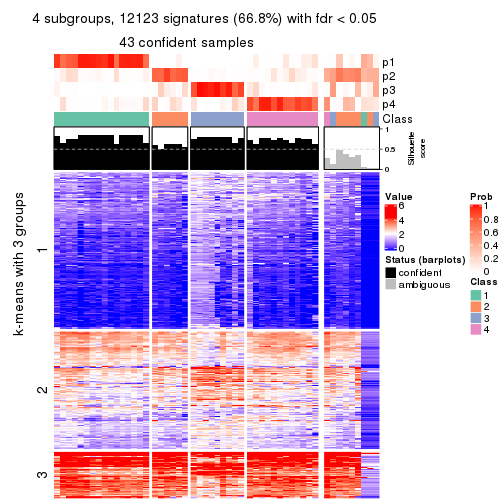 4 subgroups, 12123 signatures (66.8%) with fdr < 0.05
43 confident samples
p1
p2
p3
p4
Class
1
0.5
0
Silhouette
score
k-means with 3 groups
1
2
3
Value
6
4
2
0
Status (barplots)
confident
ambiguous
Prob
1
0.8
0.6
0.4
0.2
0
Class
1
2
3
4